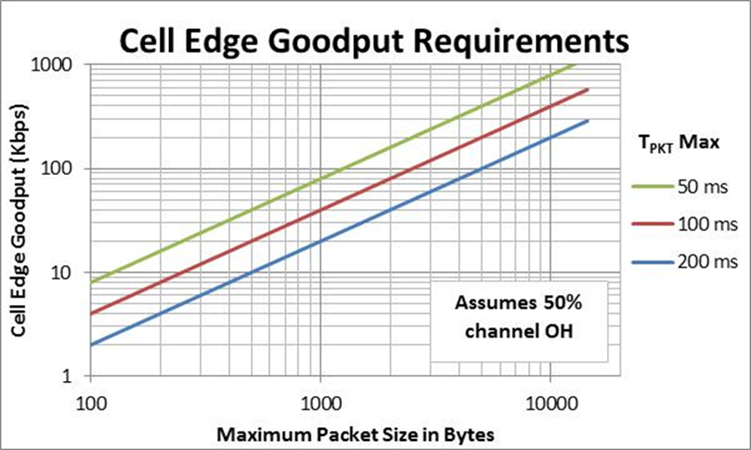 Cell Edge Goodput Requirements
1000
100
10
1
Cell Edge Goodput (Kbps)
100
1000
10000
Maximum Packet Size in Bytes
Assumes 50%
channel OH
TPKT Max
50 ms
100 ms
200 ms